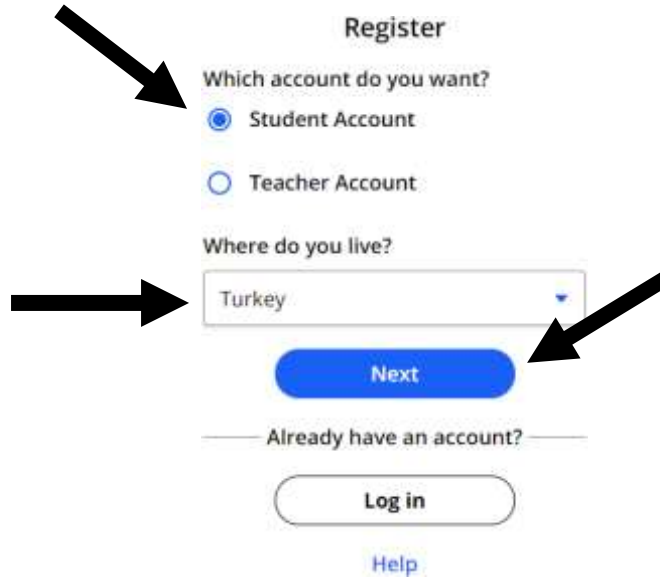 Register
Which account do you want?
Student Account
Teacher Account
Where do you live?
Turkey
Next
Already have an account?
Log in
Help